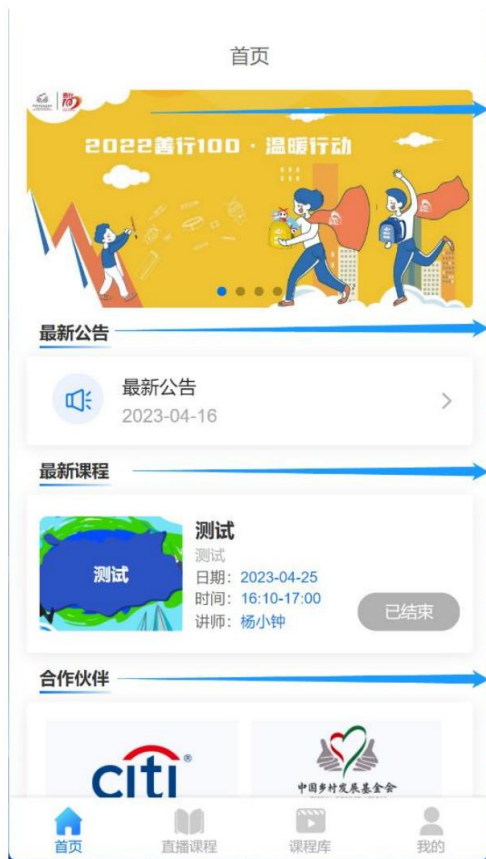 首页
2022善行100 · 温暖行动
最新公告
最新公告
2023-04-16
最新课程
测试
测试
测试
日期：2023-04-25
时间：16:10-17:00
讲师：杨小钟
已结束
合作伙伴
citi
中国乡村发展基金会
首页
直播课程
课程库
我的